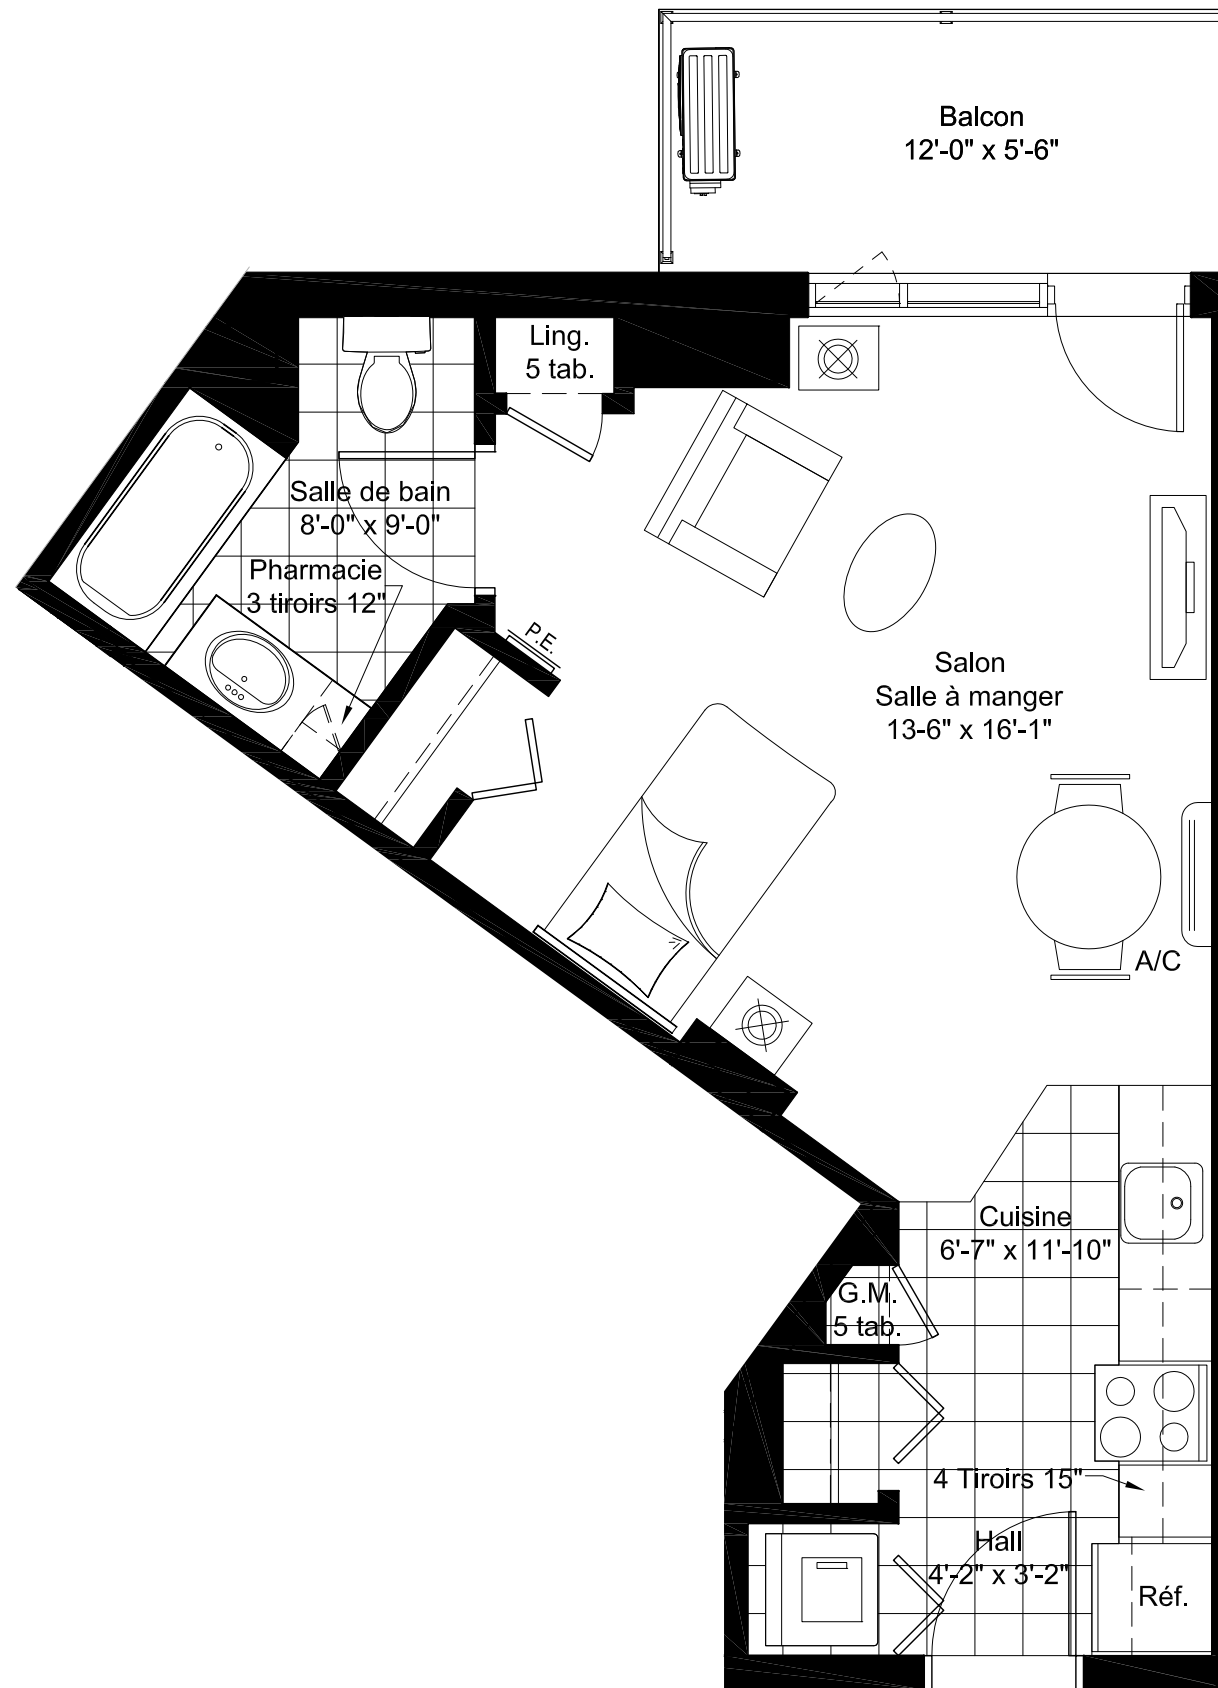 Balcon
12'-0" x 5'-6"
Ling.
5 tab.
Salle de bain
8'-0" x 9'-0"
Pharmacie
3 tiroirs 12"
P.E.
Salon
Salle à manger
13-6" x 16'-1"
A/C
Cuisine
6'-7" x 11'-10"
G.M.
5 tab.
4 Tiroirs 15"
Hall
4'-2" x 3'-2"
Réf.